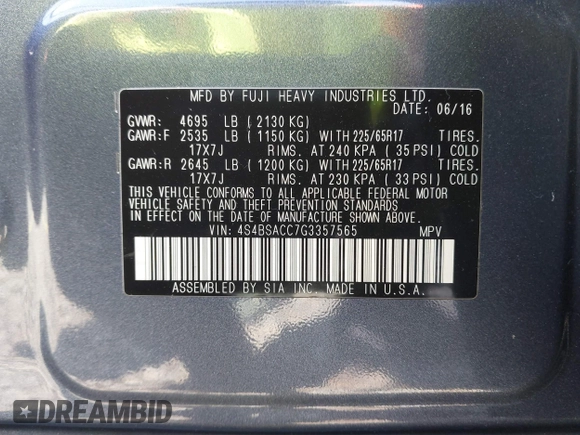 MFD BY FUJI HEAVY INDUSTRIES LTD.
DATE: 06/16
GVWR: 4695 LB ( 2130 KG)
GAWR:F 2535 LB ( 1150 KG) WITH 225/65R17 TIRES.
17X7J RIMS. AT 240 KPA ( 35 PSI) COLD
GAWR:R 2645 LB ( 1200 KG) WITH 225/65R17 TIRES.
17X7J RIMS. AT 230 KPA ( 33 PSI) COLD
THIS VEHICLE CONFORMS TO ALL APPLICABLE FEDERAL MOTOR
VEHICLE SAFETY AND THEFT PREVENTION STANDARDS
IN EFFECT ON THE DATE OF MANUFACTURE SHOWN ABOVE.
VIN: 4S4BSACC7G3357565 MPV
ASSEMBLED BY SIA INC. MADE IN U.S.A.
DREAMBID